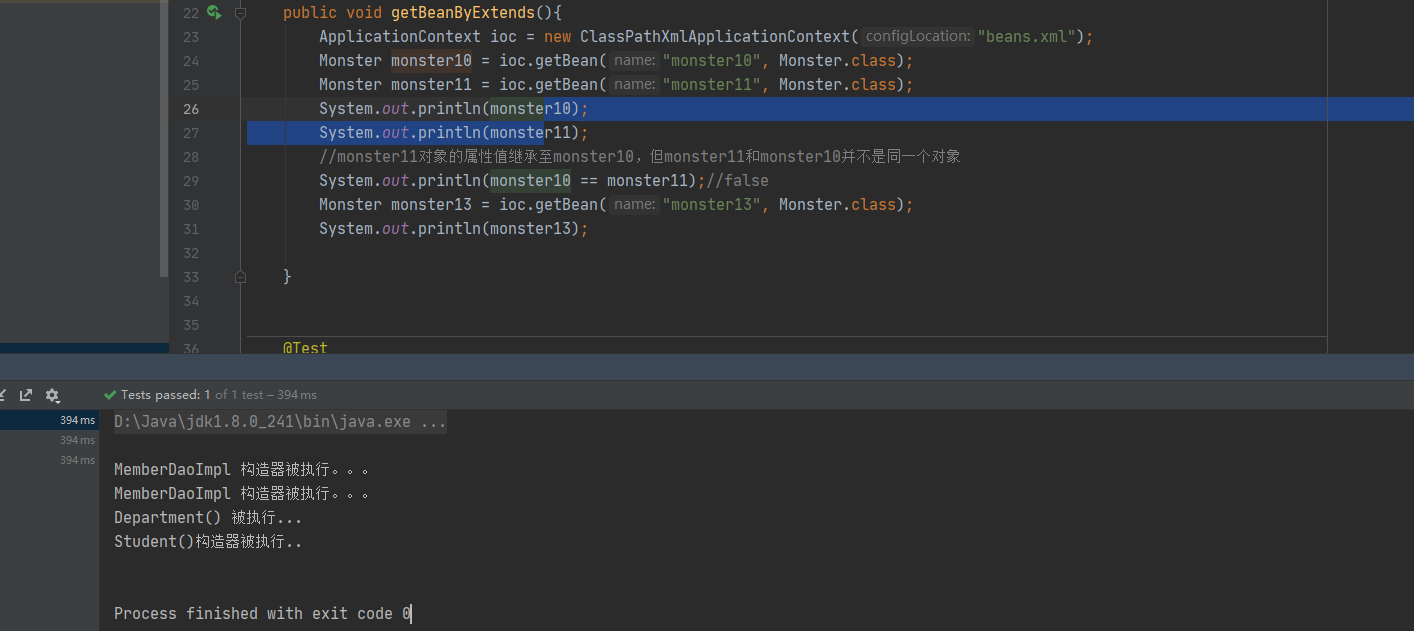 22 public void getBeanByExtends(){
23 ApplicationContext ioc = new ClassPathXmlApplicationContext( configLocation: "beans.xml");
24 Monster monster10 = ioc.getBean( name: "monster10", Monster.class);
25 Monster monster11 = ioc.getBean( name: "monster11", Monster.class);
26 System.out.println(monster10);
27 System.out.println(monster11);
28 //monster11对象的属性值继承至monster10，但monster11和monster10并不是同一个对象
29 System.out.println(monster10 == monster11);//false
30 Monster monster13 = ioc.getBean( name: "monster13", Monster.class);
31 System.out.println(monster13);
32
33 }
34
35
36 @Test
Tests passed: 1 of 1 test – 394 ms
394 ms D:\Java\jdk1.8.0_241\bin\java.exe ...
394 ms
394 ms
MemberDaoImpl 构造器被执行。。。
MemberDaoImpl 构造器被执行。。。
Department() 被执行...
Student()构造器被执行..
Process finished with exit code 0